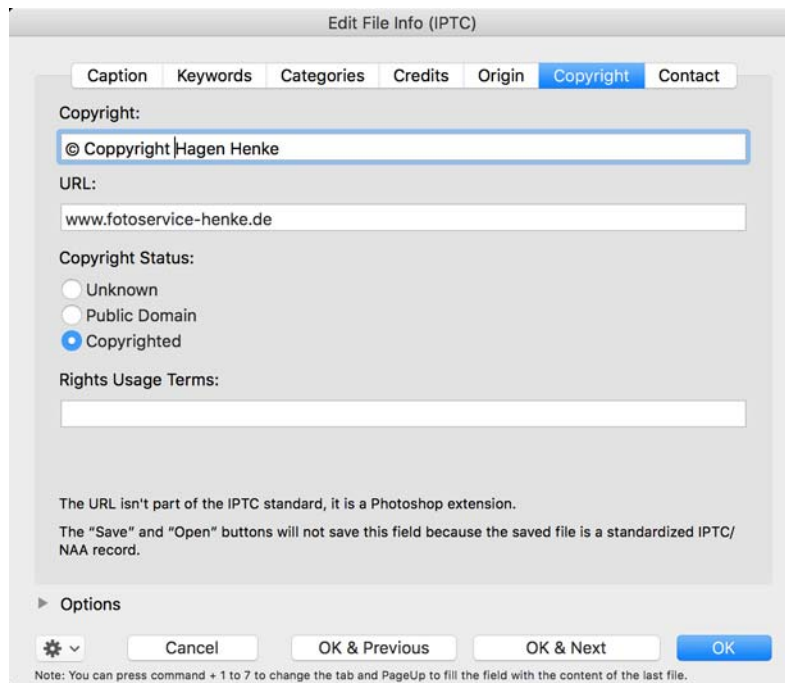 Edit File Info (IPTC)
Caption Keywords Categories Credits Origin Copyright Contact
Copyright:
© Coppyright Hagen Henke
URL:
www.fotoservice-henke.de
Copyright Status:
Unknown
Public Domain
Copyrighted
Rights Usage Terms:
The URL isn't part of the IPTC standard, it is a Photoshop extension.
The “Save” and “Open” buttons will not save this field because the saved file is a standardized IPTC/
NAA record.
Options
Cancel OK & Previous OK & Next OK
Note: You can press command + 1 to 7 to change the tab and PageUp to fill the field with the content of the last file.